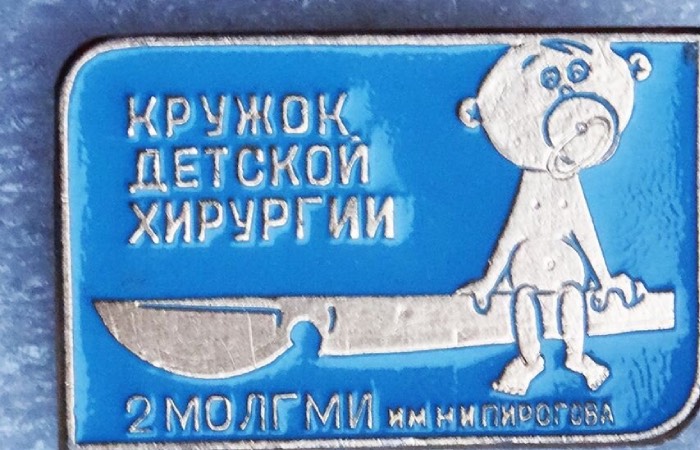 КРУЖОК
ДЕТСКОЙ
ХИРУРГИИ
2 МОЛГМИ ИМ Н И ПИРОГОВА